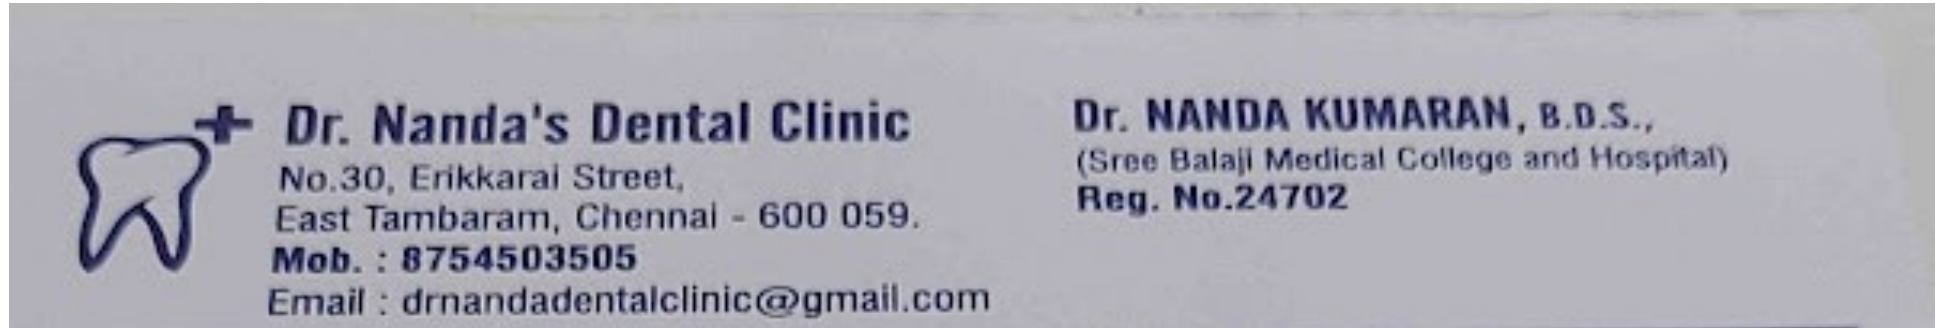 Dr. Nanda's Dental Clinic
No.30, Erikkarai Street,
East Tambaram, Chennai - 600 059.
Mob. : 8754503505
Email : drnandadentalclinic@gmail.com
Dr. NANDA KUMARAN, B.D.S.,
(Sree Balaji Medical College and Hospital)
Reg. No.24702